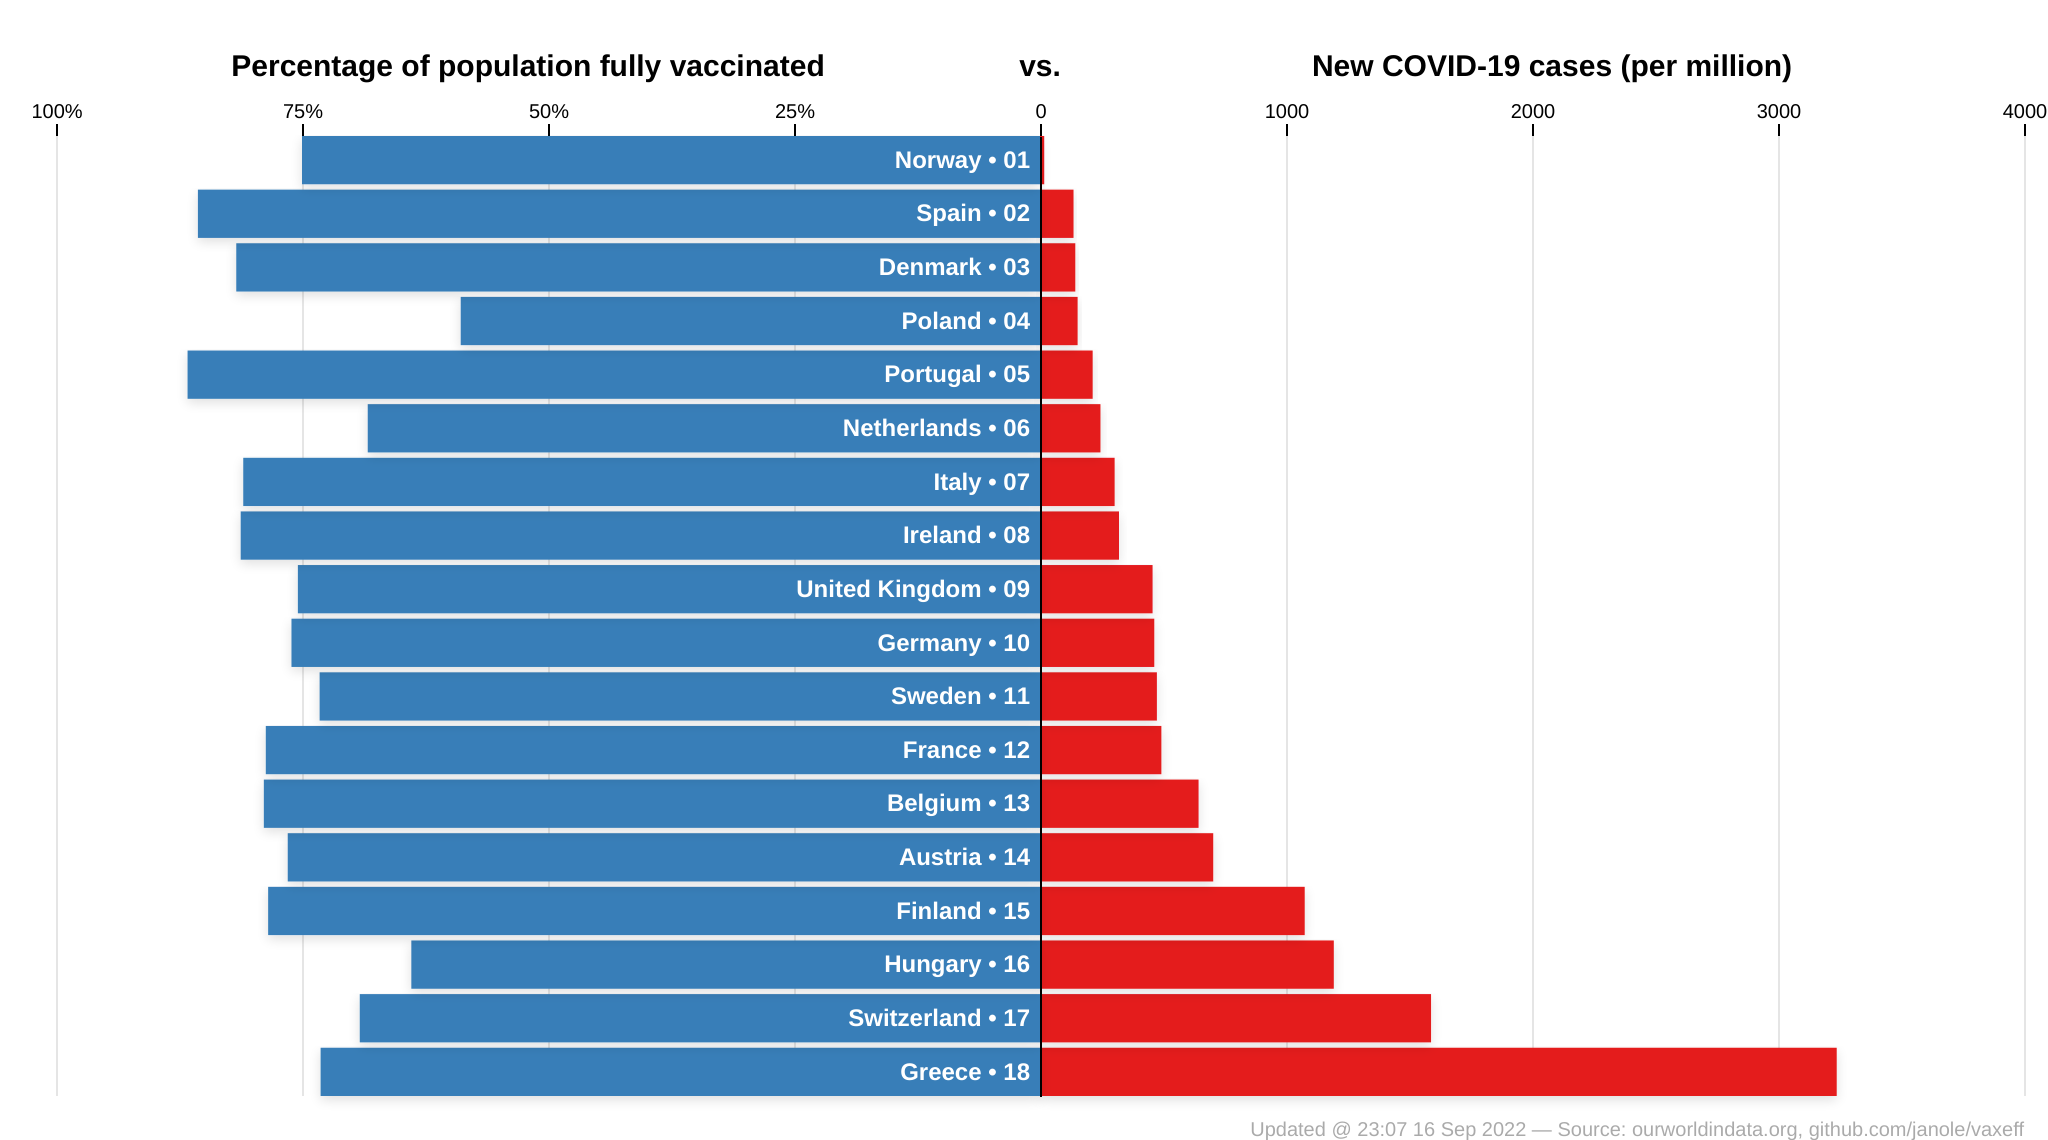 Percentage of population fully vaccinated vs. New COVID-19 cases (per million)
100% 75% 50% 25% 0 1000 2000 3000 4000
Norway • 01
Spain • 02
Denmark • 03
Poland • 04
Portugal • 05
Netherlands • 06
Italy • 07
Ireland • 08
United Kingdom • 09
Germany • 10
Sweden • 11
France • 12
Belgium • 13
Austria • 14
Finland • 15
Hungary • 16
Switzerland • 17
Greece • 18
Updated @ 23:07 16 Sep 2022 — Source: ourworldindata.org, github.com/janole/vaxeff